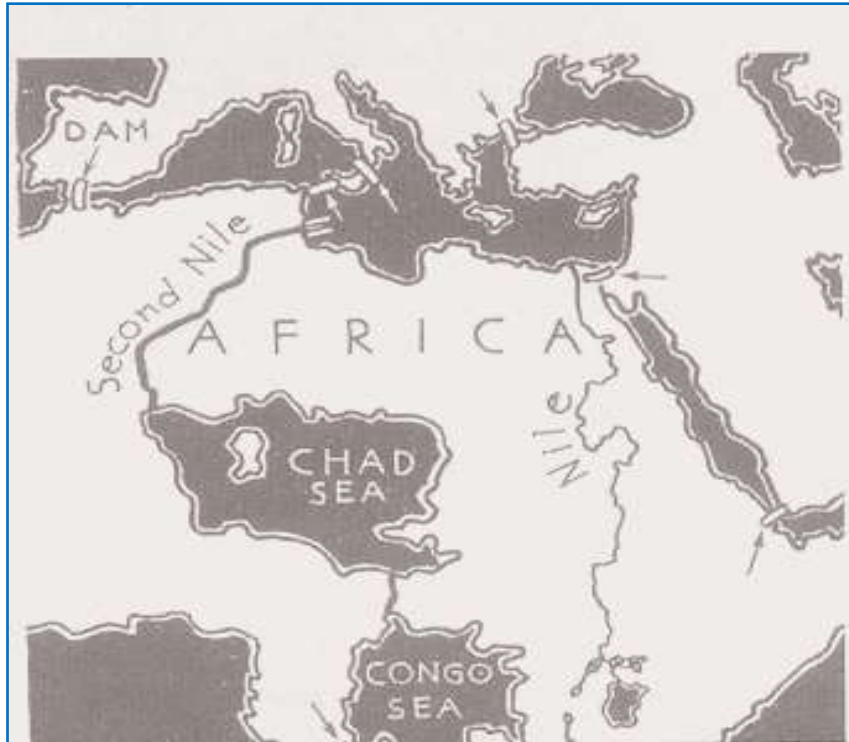 DAM
Second Nile
AFRICA
Nile
CHAD
SEA
CONGO
SEA